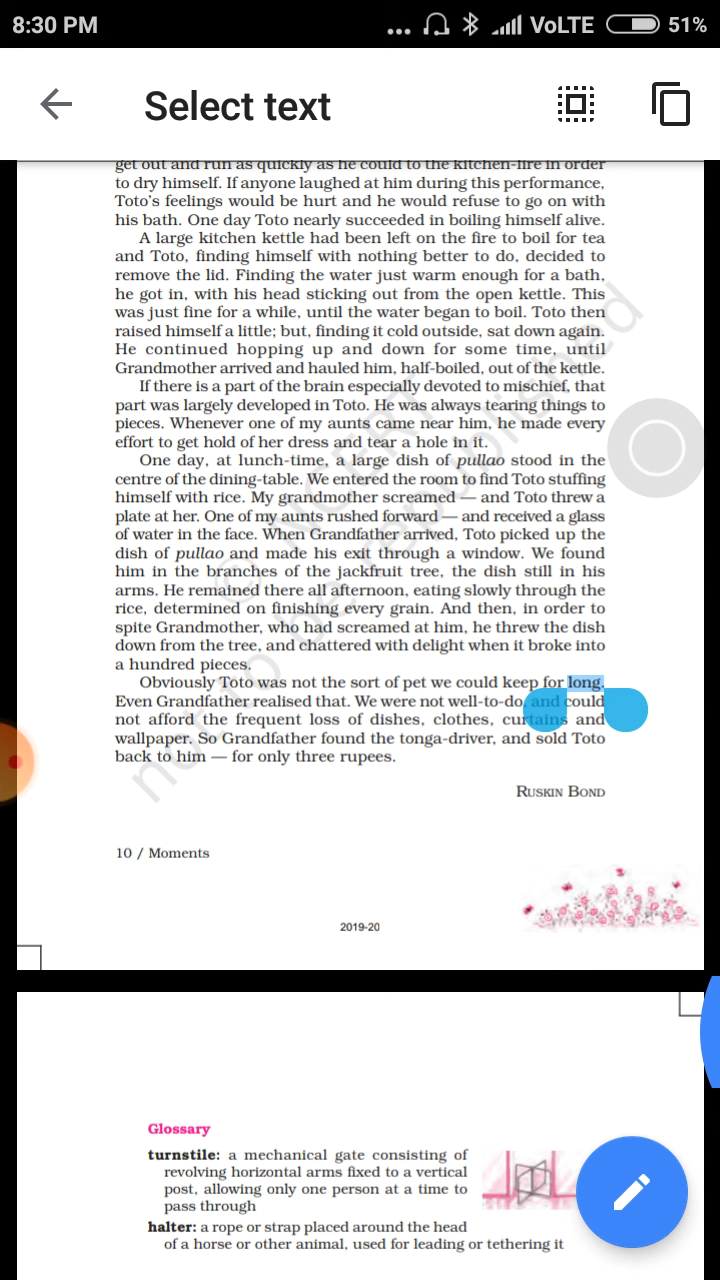 8:30 PM
... VoLTE 51%
Select text
get out and run as quickly as he could to the kitchen-fire in order
to dry himself. If anyone laughed at him during this performance,
Toto's feelings would be hurt and he would refuse to go on with
his bath. One day Toto nearly succeeded in boiling himself alive.
A large kitchen kettle had been left on the fire to boil for tea
and Toto, finding himself with nothing better to do, decided to
remove the lid. Finding the water just warm enough for a bath,
he got in, with his head sticking out from the open kettle. This
was just fine for a while, until the water began to boil. Toto then
raised himself a little; but, finding it cold outside, sat down again.
He continued hopping up and down for some time, until
Grandmother arrived and hauled him, half-boiled, out of the kettle.
If there is a part of the brain especially devoted to mischief, that
part was largely developed in Toto. He was always tearing things to
pieces. Whenever one of my aunts came near him, he made every
effort to get hold of her dress and tear a hole in it.
One day, at lunch-time, a large dish of pullao stood in the
centre of the dining-table. We entered the room to find Toto stuffing
himself with rice. My grandmother screamed — and Toto threw a
plate at her. One of my aunts rushed forward — and received a glass
of water in the face. When Grandfather arrived, Toto picked up the
dish of pullao and made his exit through a window. We found
him in the branches of the jackfruit tree, the dish still in his
arms. He remained there all afternoon, eating slowly through the
rice, determined on finishing every grain. And then, in order to
spite Grandmother, who had screamed at him, he threw the dish
down from the tree, and chattered with delight when it broke into
a hundred pieces.
Obviously Toto was not the sort of pet we could keep for long.
Even Grandfather realised that. We were not well-to-do, and could
not afford the frequent loss of dishes, clothes, curtains and
wallpaper. So Grandfather found the tonga-driver, and sold Toto
back to him — for only three rupees.
RUSKIN BOND
10 / Moments
2019-20
© NCERT
not to be republished
Glossary
turnstile: a mechanical gate consisting of
revolving horizontal arms fixed to a vertical
post, allowing only one person at a time to
pass through
halter: a rope or strap placed around the head
of a horse or other animal, used for leading or tethering it